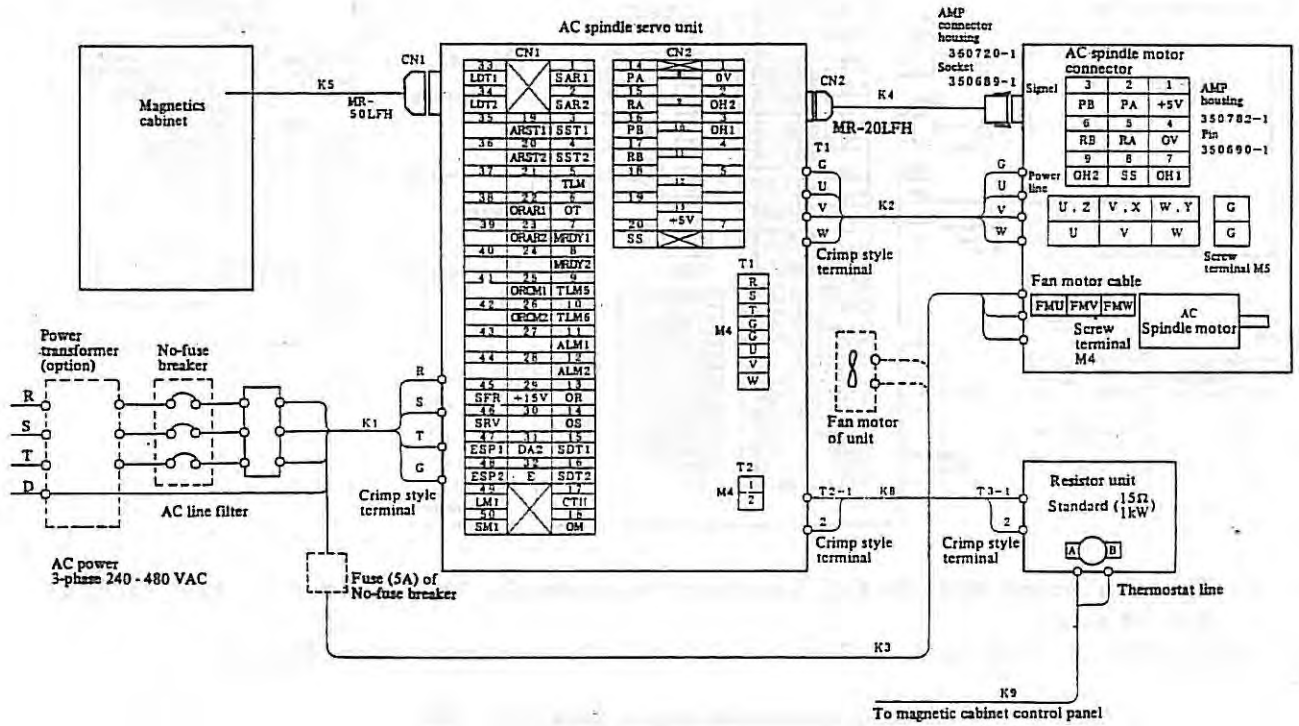 AC spindle servo unit
Magnetics
cabinet
K5
MR-
50LFH
CN1
CN1
33 1
LDT1 SAR1
34 2
LDT2 SAR2
35 19 3
ARST1 SST1
36 20 4
ARST2 SST2
37 21 5
TLM
38 22 6
ORAR1 OT
39 23 7
ORAR2 MRDY1
40 24 8
MRDY2
41 25 9
ORCM1 TLM5
42 26 10
ORCM2 TLM6
43 27 11
ALM1
44 28 12
ALM2
45 29 13
SFR +15V OR
46 30 14
SRV OS
47 31 15
ESP1 DA2 SDT1
48 32 16
ESP2 E SDT2
49 17
LM1
50 18
SM1 OM
CN2
14 1
PA 8 0V
15 2
RA 9 OH2
16 3
PB 10 OH1
17 4
RB 11
18 5
12
19
13
20 +5V 7
SS
T1
R
S
T
G
G
U
V
W
M4
T2
M4
1
2
CN2
K4
MR-20LFH
T1
G
U
V
W
K2
Crimp style
terminal
G
U
V
W
AMP
connector
housing
350720-1
Socket
350689-1
AC spindle motor
connector
Signel
3 2 1
PB PA +5V
6 5 4
RB RA OV
9 8 7
OH2 SS OH1
AMP
housing
350782-1
Pin
350690-1
Power
line
U, Z V, X W, Y G
U V W G
Screw
terminal M5
Fan motor cable
FMU FMV FMW
Screw
terminal
M4
AC
Spindle motor
Fan motor
of unit
Power
transformer
(option)
No-fuse
breaker
R
S
T
D
AC line filter
K1
R
S
T
G
Crimp style
terminal
AC power
3-phase 240 - 480 VAC
Fuse (5A) of
No-fuse breaker
T2-1
K8
T3-1
2
2
Crimp style
terminal
Crimp style
terminal
Resistor unit
Standard (15Ω
1kW)
A B
Thermostat line
K3
K9
To magnetic cabinet control panel